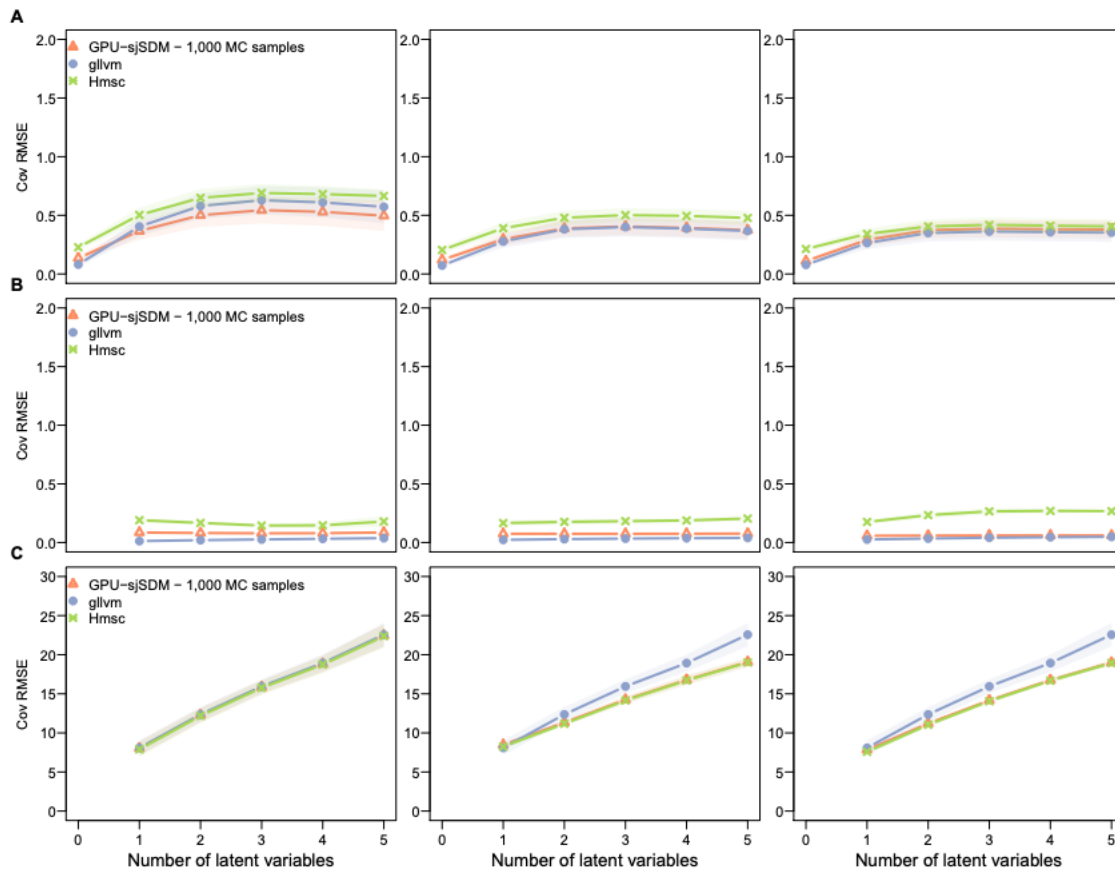 A
2.0
1.5
1.0
0.5
0.0
Cov RMSE
GPU-sjSDM − 1,000 MC samples
gllvm
Hmsc
2.0
1.5
1.0
0.5
0.0
2.0
1.5
1.0
0.5
0.0
B
2.0
1.5
1.0
0.5
0.0
Cov RMSE
GPU-sjSDM − 1,000 MC samples
gllvm
Hmsc
2.0
1.5
1.0
0.5
0.0
2.0
1.5
1.0
0.5
0.0
C
30
25
20
15
10
5
0
Cov RMSE
GPU-sjSDM − 1,000 MC samples
gllvm
Hmsc
0 1 2 3 4 5
Number of latent variables
30
25
20
15
10
5
0
0 1 2 3 4 5
Number of latent variables
30
25
20
15
10
5
0
0 1 2 3 4 5
Number of latent variables